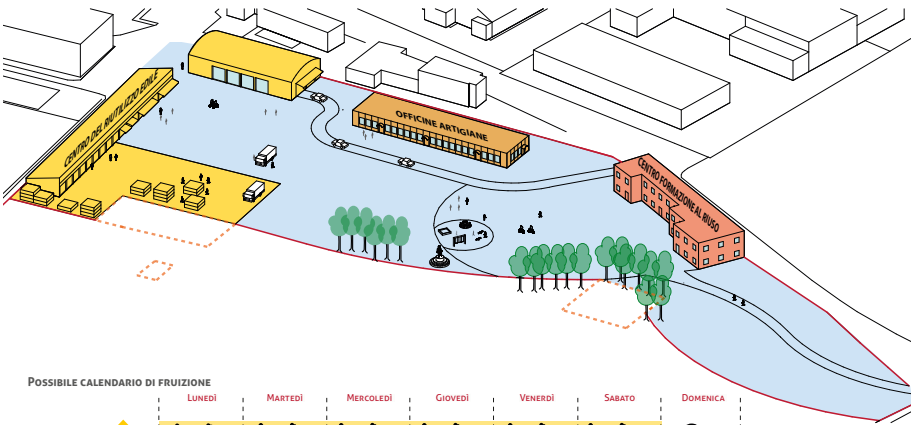 CENTRO DEL RIUTILIZZO EDILE
OFFICINE ARTIGIANE
CENTRO FORMAZIONE AL RIUSO
POSSIBILE CALENDARIO DI FRUIZIONE
LUNEDÌ MARTEDÌ MERCOLEDÌ GIOVEDÌ VENERDÌ SABATO DOMENICA